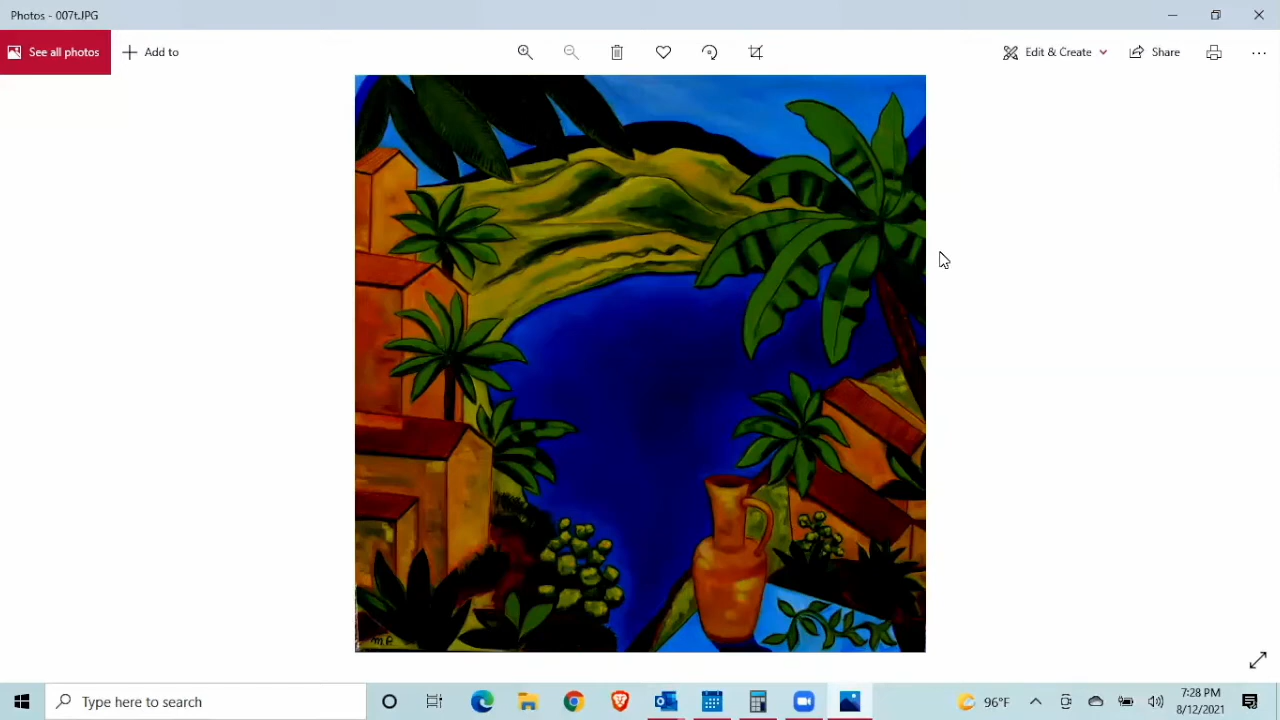 Photos - 007t.JPG
See all photos
Add to
Edit & Create
Share
M.P.
Type here to search
96°F
7:28 PM
8/12/2021